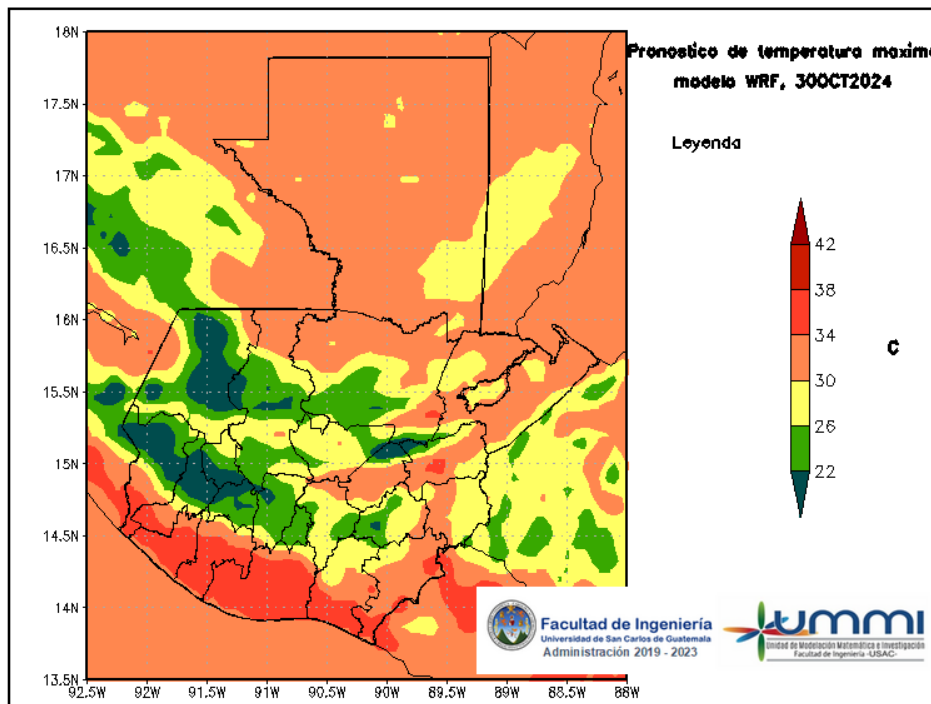 Pronostico de temperatura maxim
modelo WRF, 30OCT2024
Leyenda
18N
17.5N
17N
16.5N
16N
15.5N
15N
14.5N
14N
13.5N
92.5W 92W 91.5W 91W 90.5W 90W 89.5W 89W 88.5W 88W
42
38
34
30
26
22
C
Facultad de Ingeniería
Universidad de San Carlos de Guatemala
Administración 2019 - 2023
UMMI
Unidad de Modelación Matemática e Investigación
Facultad de Ingeniería -USAC-